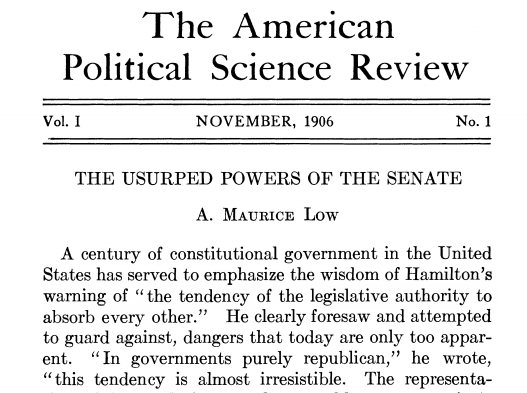 The American
Political Science Review
Vol. I NOVEMBER, 1906 No. 1
THE USURPED POWERS OF THE SENATE
A. MAURICE LOW
A century of constitutional government in the United
States has served to emphasize the wisdom of Hamilton's
warning of "the tendency of the legislative authority to
absorb every other." He clearly foresaw and attempted
to guard against, dangers that today are only too appar-
ent. "In governments purely republican," he wrote,
"this tendency is almost irresistible. The representa-